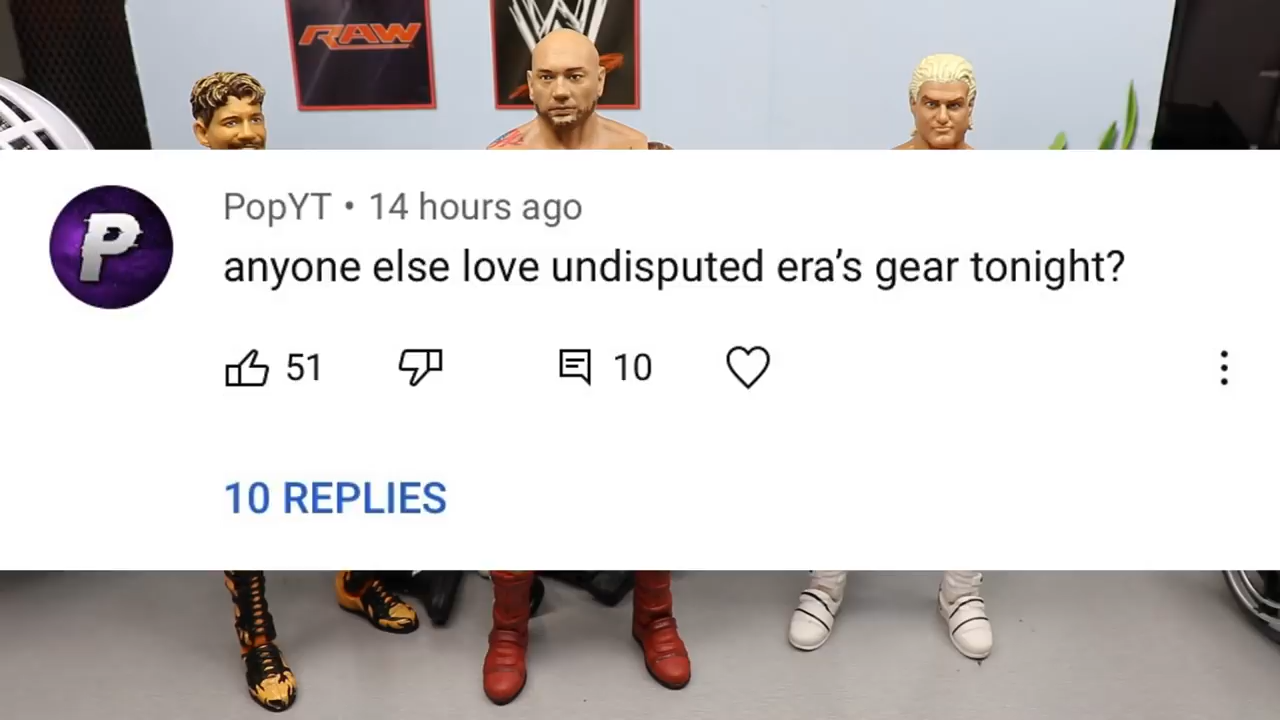 RAW
W
P
PopYT • 14 hours ago
anyone else love undisputed era's gear tonight?
51
10
10 REPLIES